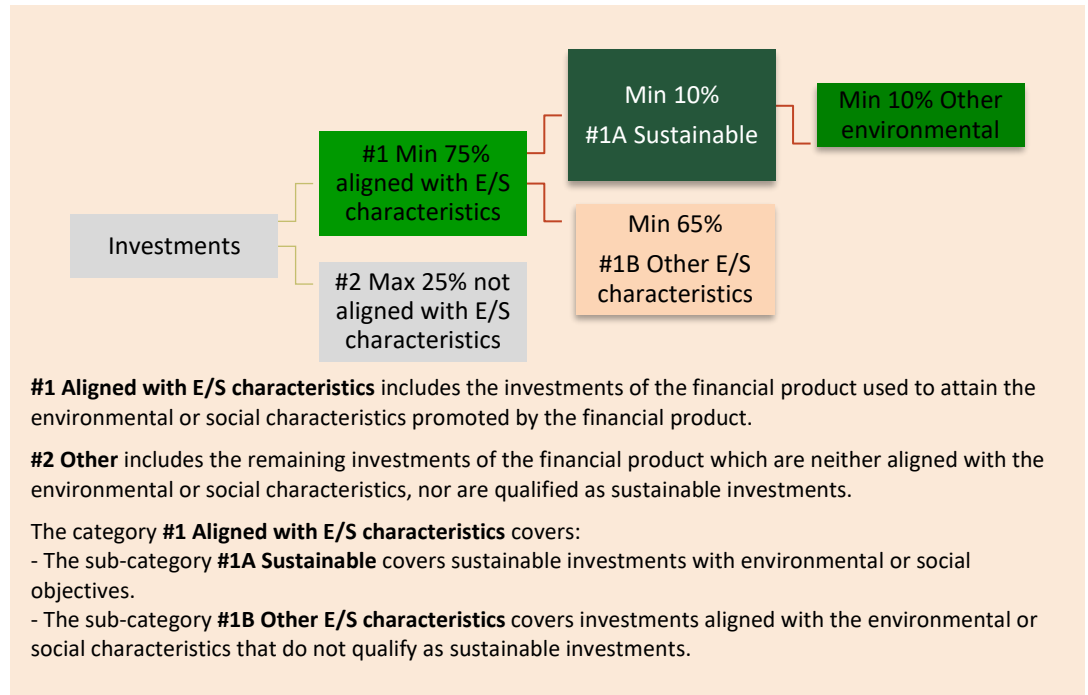 Min 10%
#1A Sustainable
Min 10% Other
environmental
#1 Min 75%
aligned with E/S
characteristics
Investments
Min 65%
#1B Other E/S
characteristics
#2 Max 25% not
aligned with E/S
characteristics
#1 Aligned with E/S characteristics includes the investments of the financial product used to attain the
environmental or social characteristics promoted by the financial product.
#2 Other includes the remaining investments of the financial product which are neither aligned with the
environmental or social characteristics, nor are qualified as sustainable investments.
The category #1 Aligned with E/S characteristics covers:
- The sub-category #1A Sustainable covers sustainable investments with environmental or social
objectives.
- The sub-category #1B Other E/S characteristics covers investments aligned with the environmental or
social characteristics that do not qualify as sustainable investments.